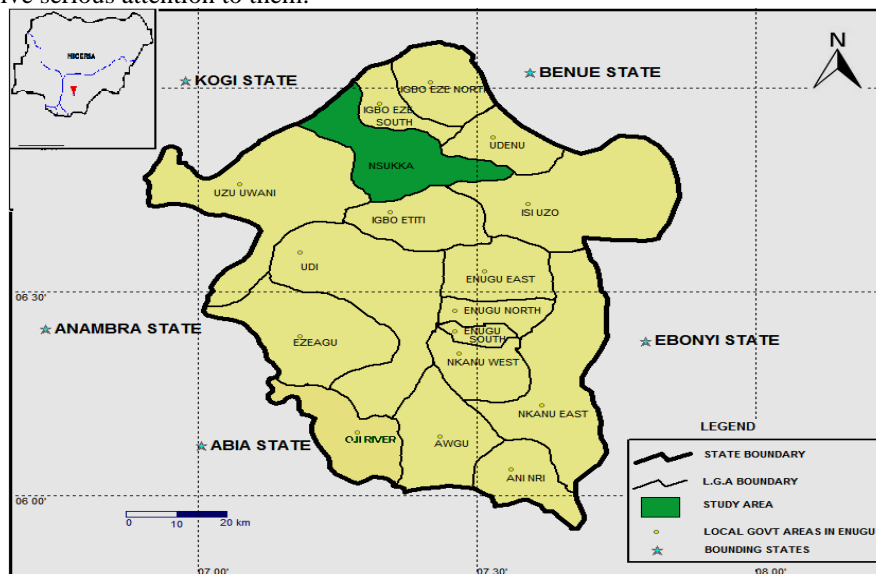 ive serious attention to them.
NIGERIA
N
KOGI STATE
BENUE STATE
IGBO EZE NORTH
IGBO EZE
SOUTH
UDENU
NSUKKA
UZU UWANI
ISI UZO
IGBO ETITI
UDI
ENUGU EAST
06 30'
ENUGU NORTH
ANAMBRA STATE
ENUGU
SOUTH
EBONYI STATE
EZEAGU
NKANU WEST
NKANU EAST
LEGEND
OJI RIVER
AWGU
ABIA STATE
STATE BOUNDARY
ANI NRI
L.G.A BOUNDARY
06 00'
STUDY AREA
0 10 20 km
LOCAL GOVT AREAS IN ENUGU
BOUNDING STATES
07 00'
07 30'
08 00'